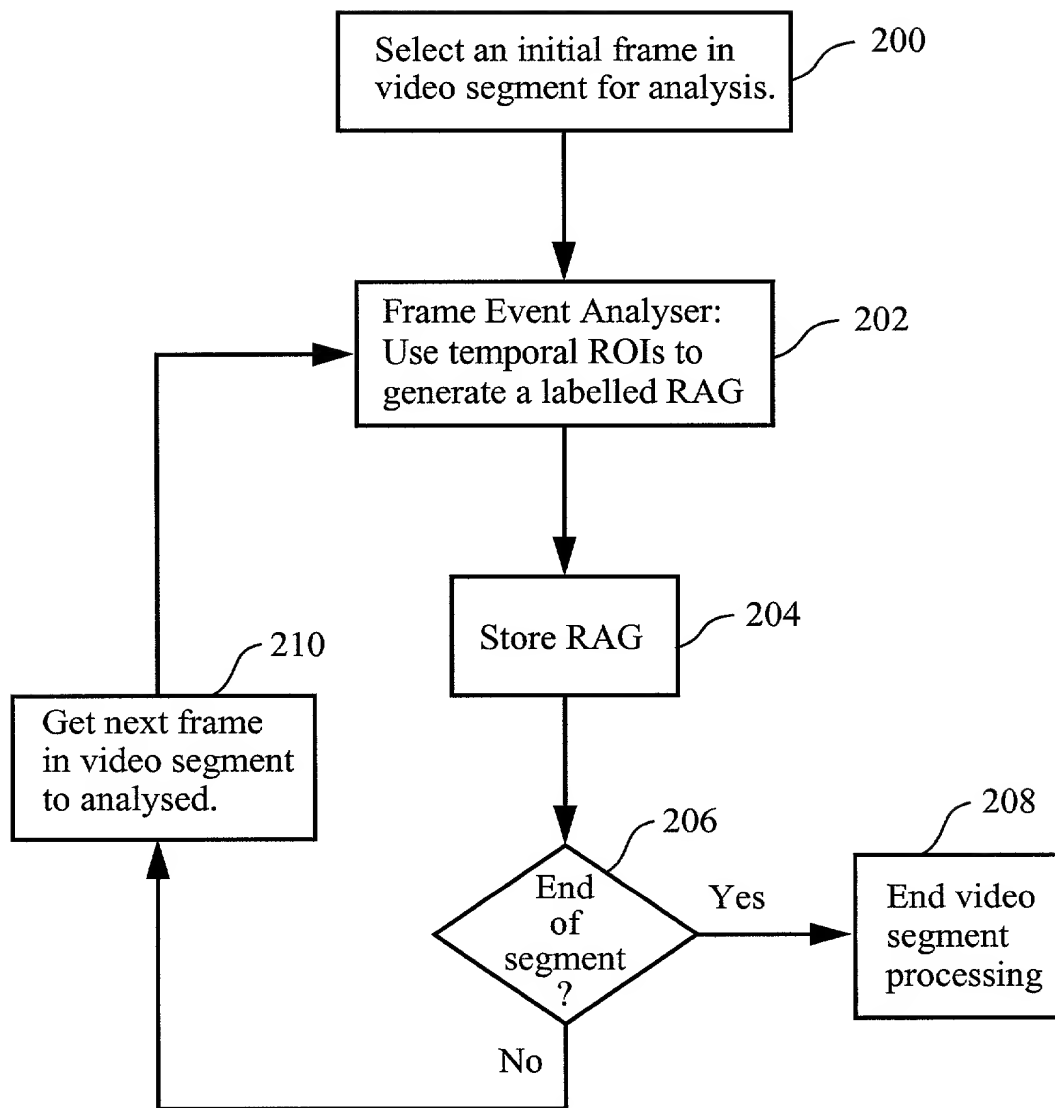 Select an initial frame in
video segment for analysis.
200
Frame Event Analyser:
Use temporal ROIs to
generate a labelled RAG
202
Store RAG
204
210
Get next frame
in video segment
to analysed.
206
End
of
segment
?
Yes
208
End video
segment
processing
No